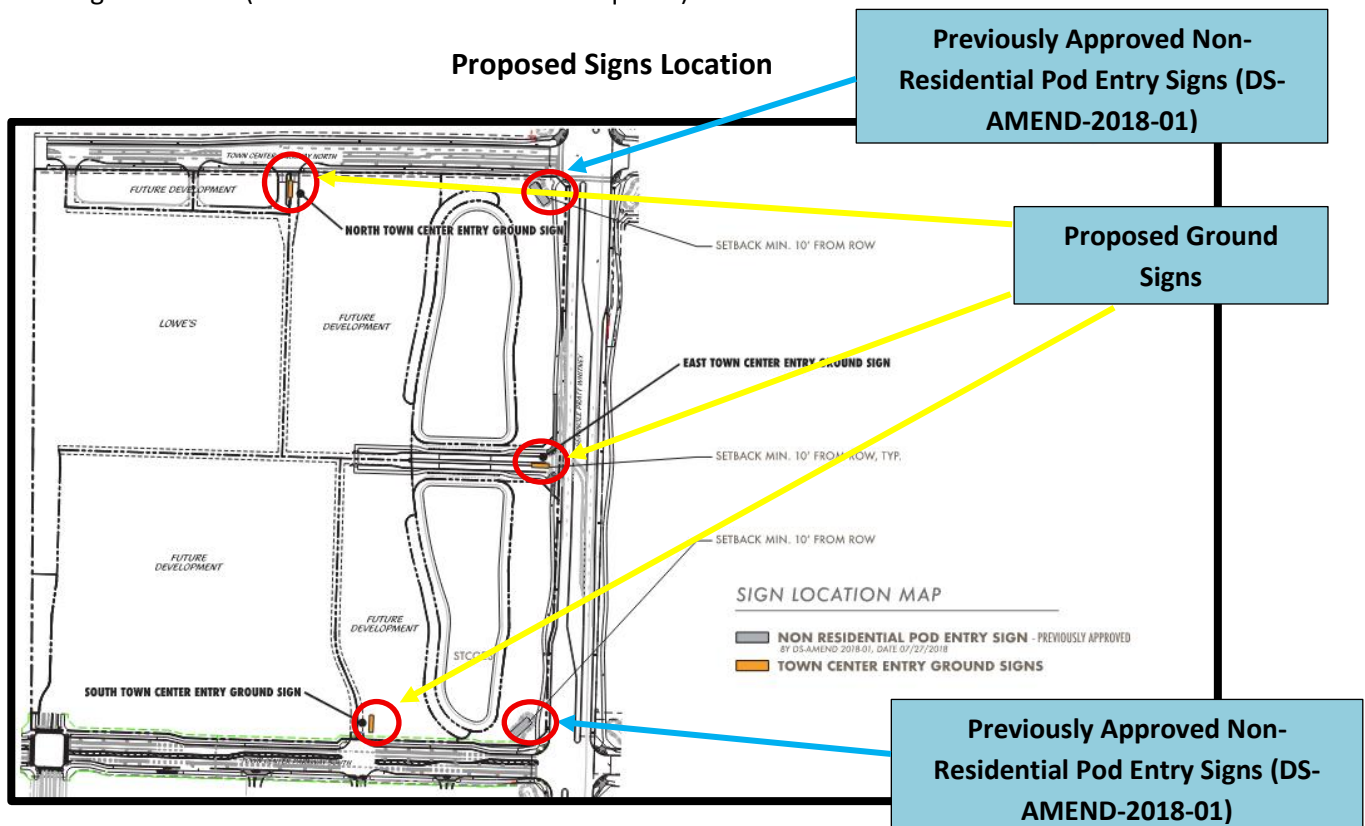 Proposed Signs Location
Previously Approved Non-
Residential Pod Entry Signs (DS-
AMEND-2018-01)
TOWN CENTER
NORTH
FUTURE DEVELOPMENT
NORTH TOWN CENTER ENTRY GROUND SIGN
SETBACK MIN. 10' FROM ROW
Proposed Ground
Signs
LOWE'S
FUTURE
DEVELOPMENT
EAST TOWN CENTER ENTRY GROUND SIGN
PRATT WHITNEY
SETBACK MIN. 10' FROM ROW, TYP.
SETBACK MIN. 10' FROM ROW
FUTURE
DEVELOPMENT
SIGN LOCATION MAP
FUTURE
DEVELOPMENT
NON RESIDENTIAL POD ENTRY SIGN - PREVIOUSLY APPROVED
BY DS-AMEND 2018-01, DATE 07/27/2018
TOWN CENTER ENTRY GROUND SIGNS
SOUTH TOWN CENTER ENTRY GROUND SIGN
TOWN CENTER PARKWAY SOUTH
Previously Approved Non-
Residential Pod Entry Signs (DS-
AMEND-2018-01)